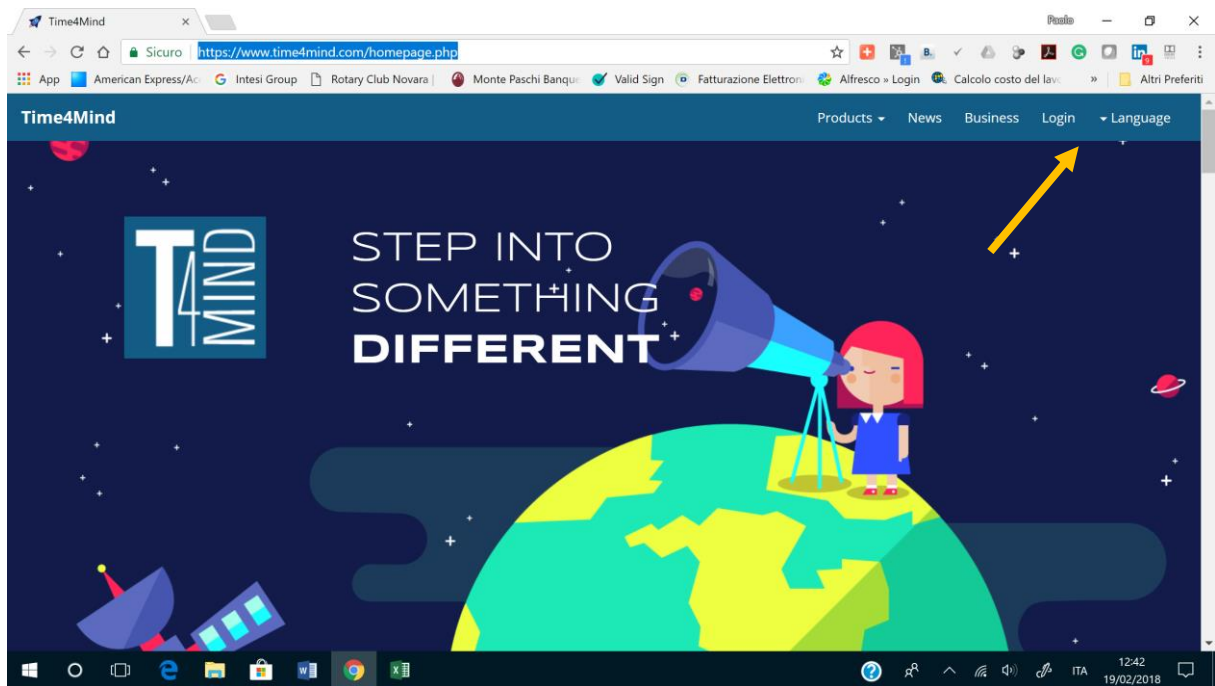 Time4Mind
Paolo
Sicuro https://www.time4mind.com/homepage.php
App American Express/Ac Intesi Group Rotary Club Novara | Monte Paschi Banque Valid Sign Fatturazione Elettron Alfresco » Login Calcolo costo del lav » Altri Preferiti
Time4Mind Products News Business Login Language
T4MIND
STEP INTO
SOMETHING
DIFFERENT
ITA 12:42
19/02/2018